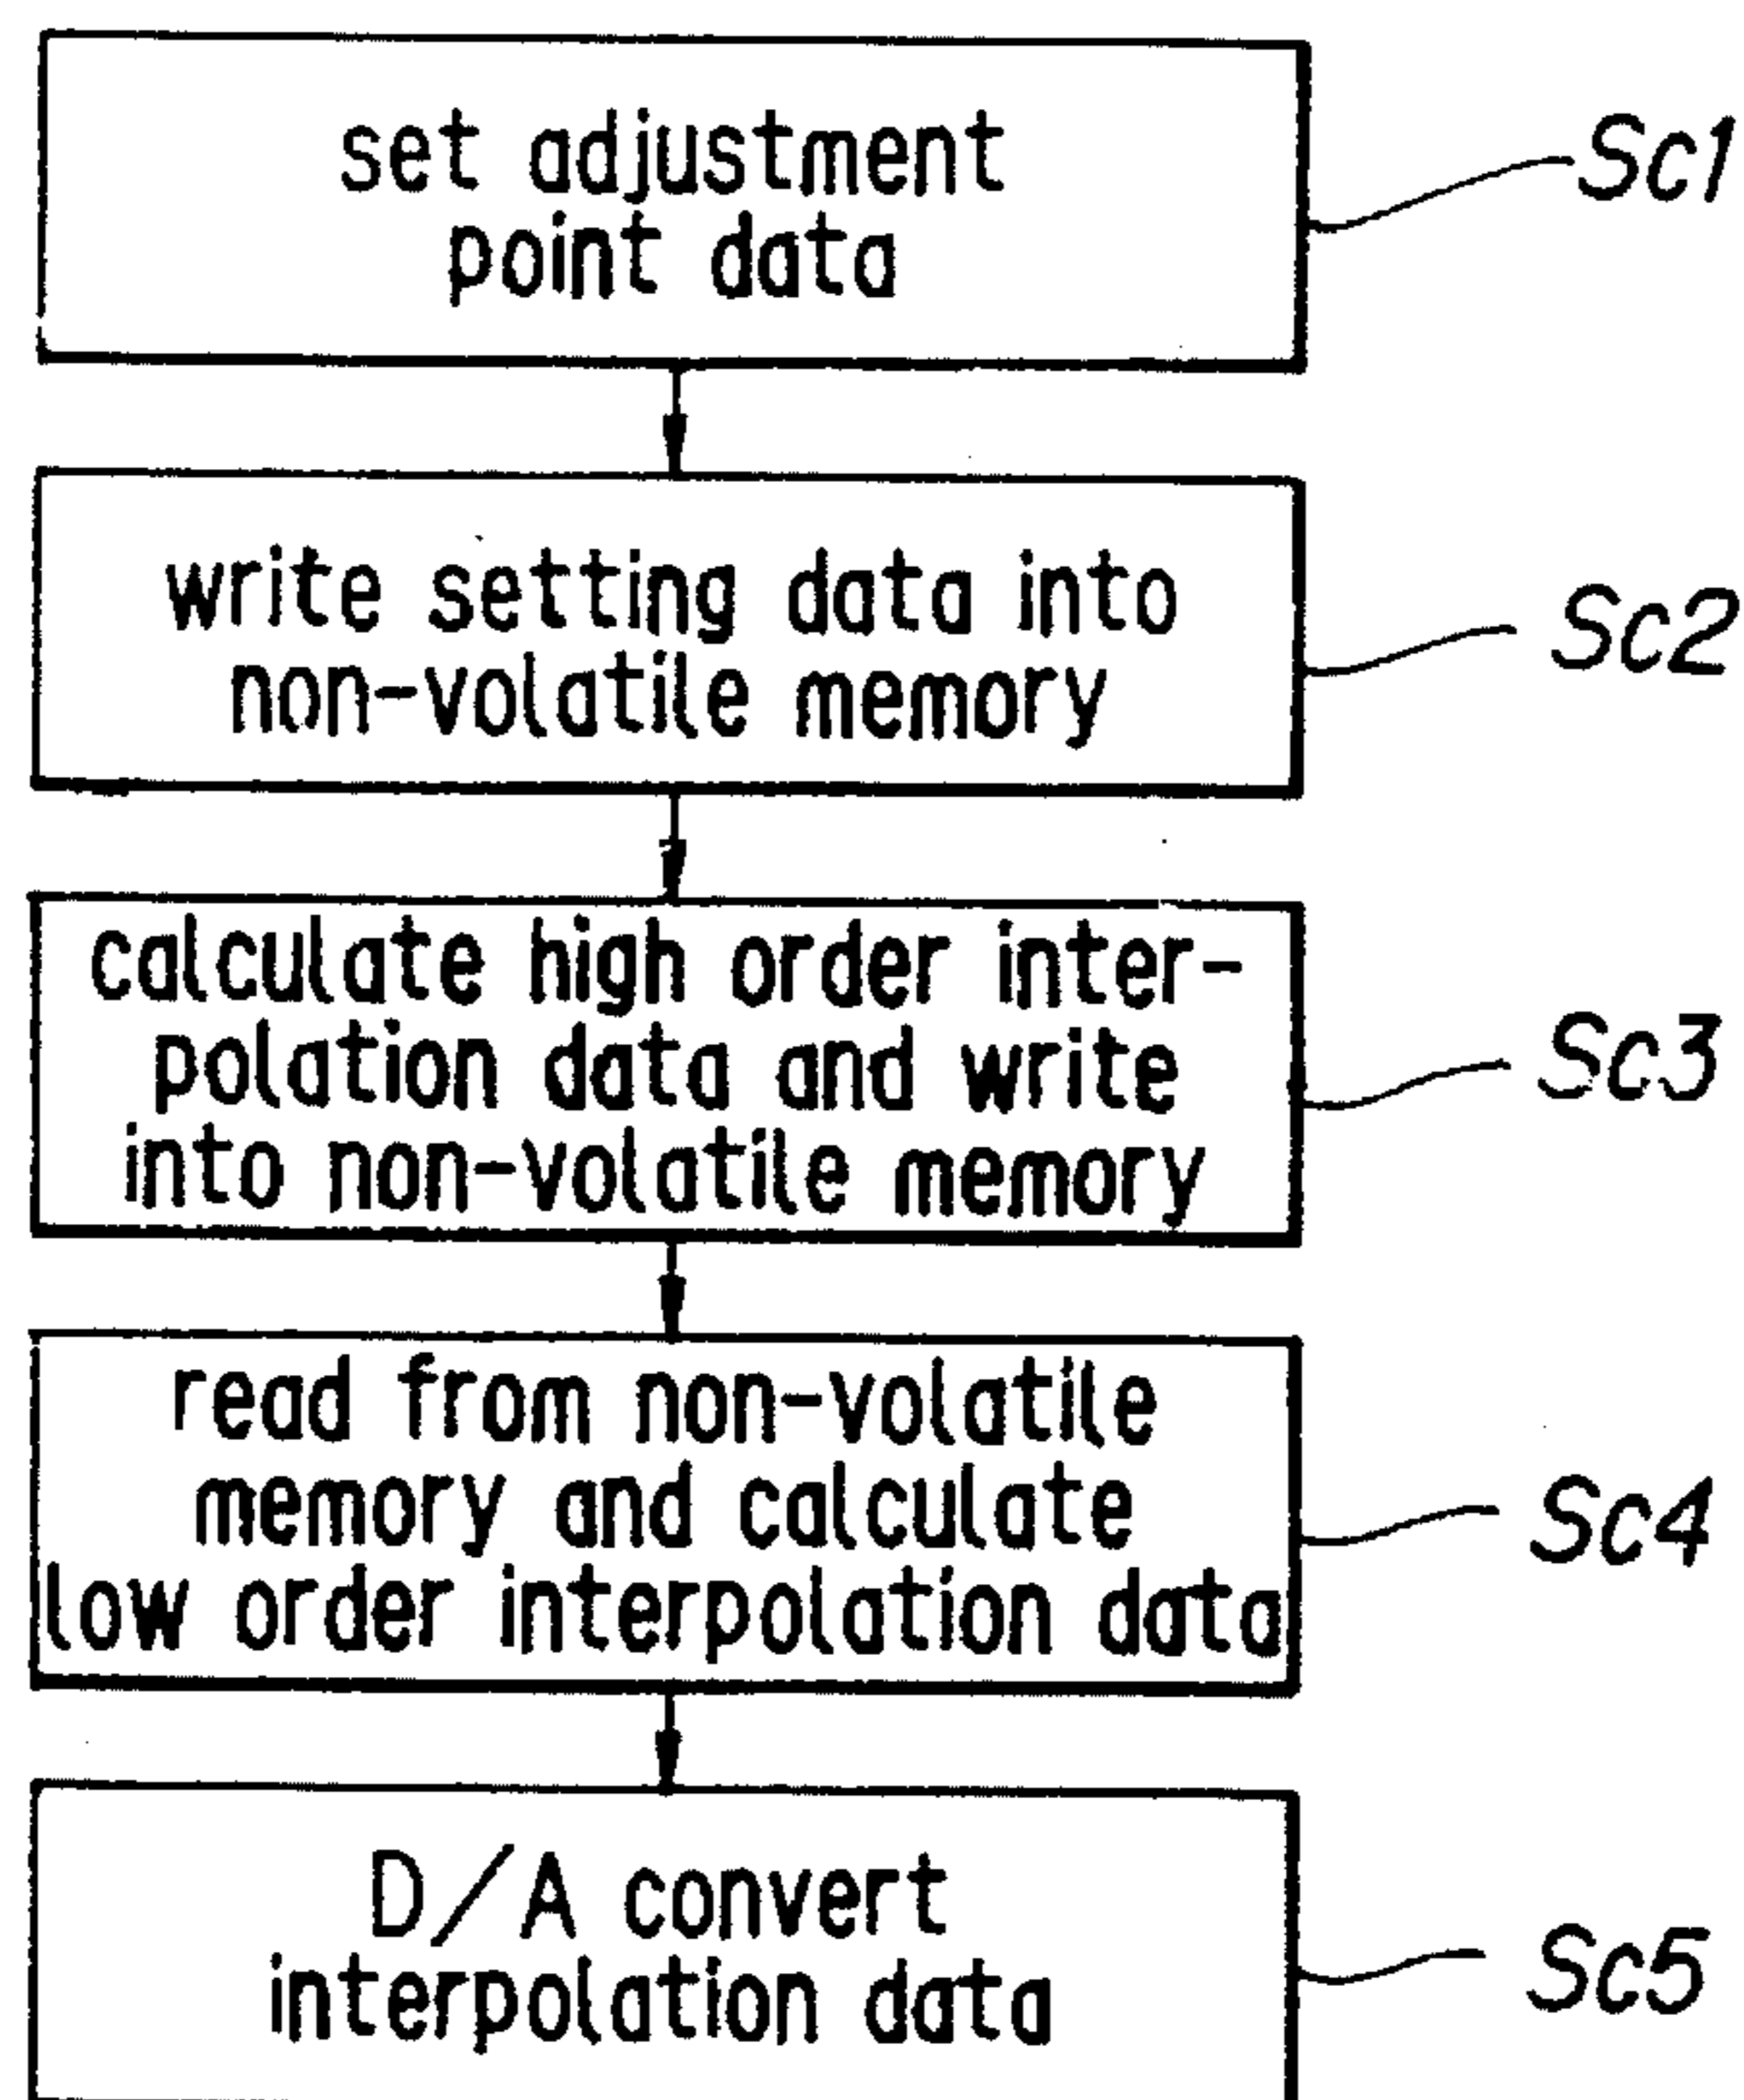 set adjustment
point data
Sc1
write setting data into
non-volatile memory
Sc2
calculate high order inter-
polation data and write
into non-volatile memory
Sc3
read from non-volatile
memory and calculate
low order interpolation data
Sc4
D/A convert
interpolation data
Sc5